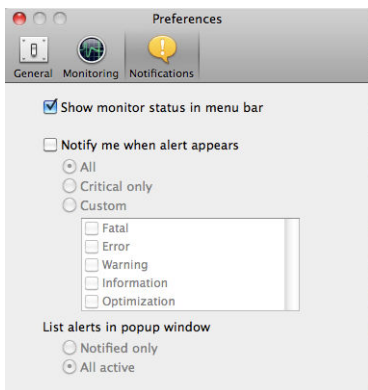 Preferences
General Monitoring Notifications
Show monitor status in menu bar
Notify me when alert appears
All
Critical only
Custom
Fatal
Error
Warning
Information
Optimization
List alerts in popup window
Notified only
All active